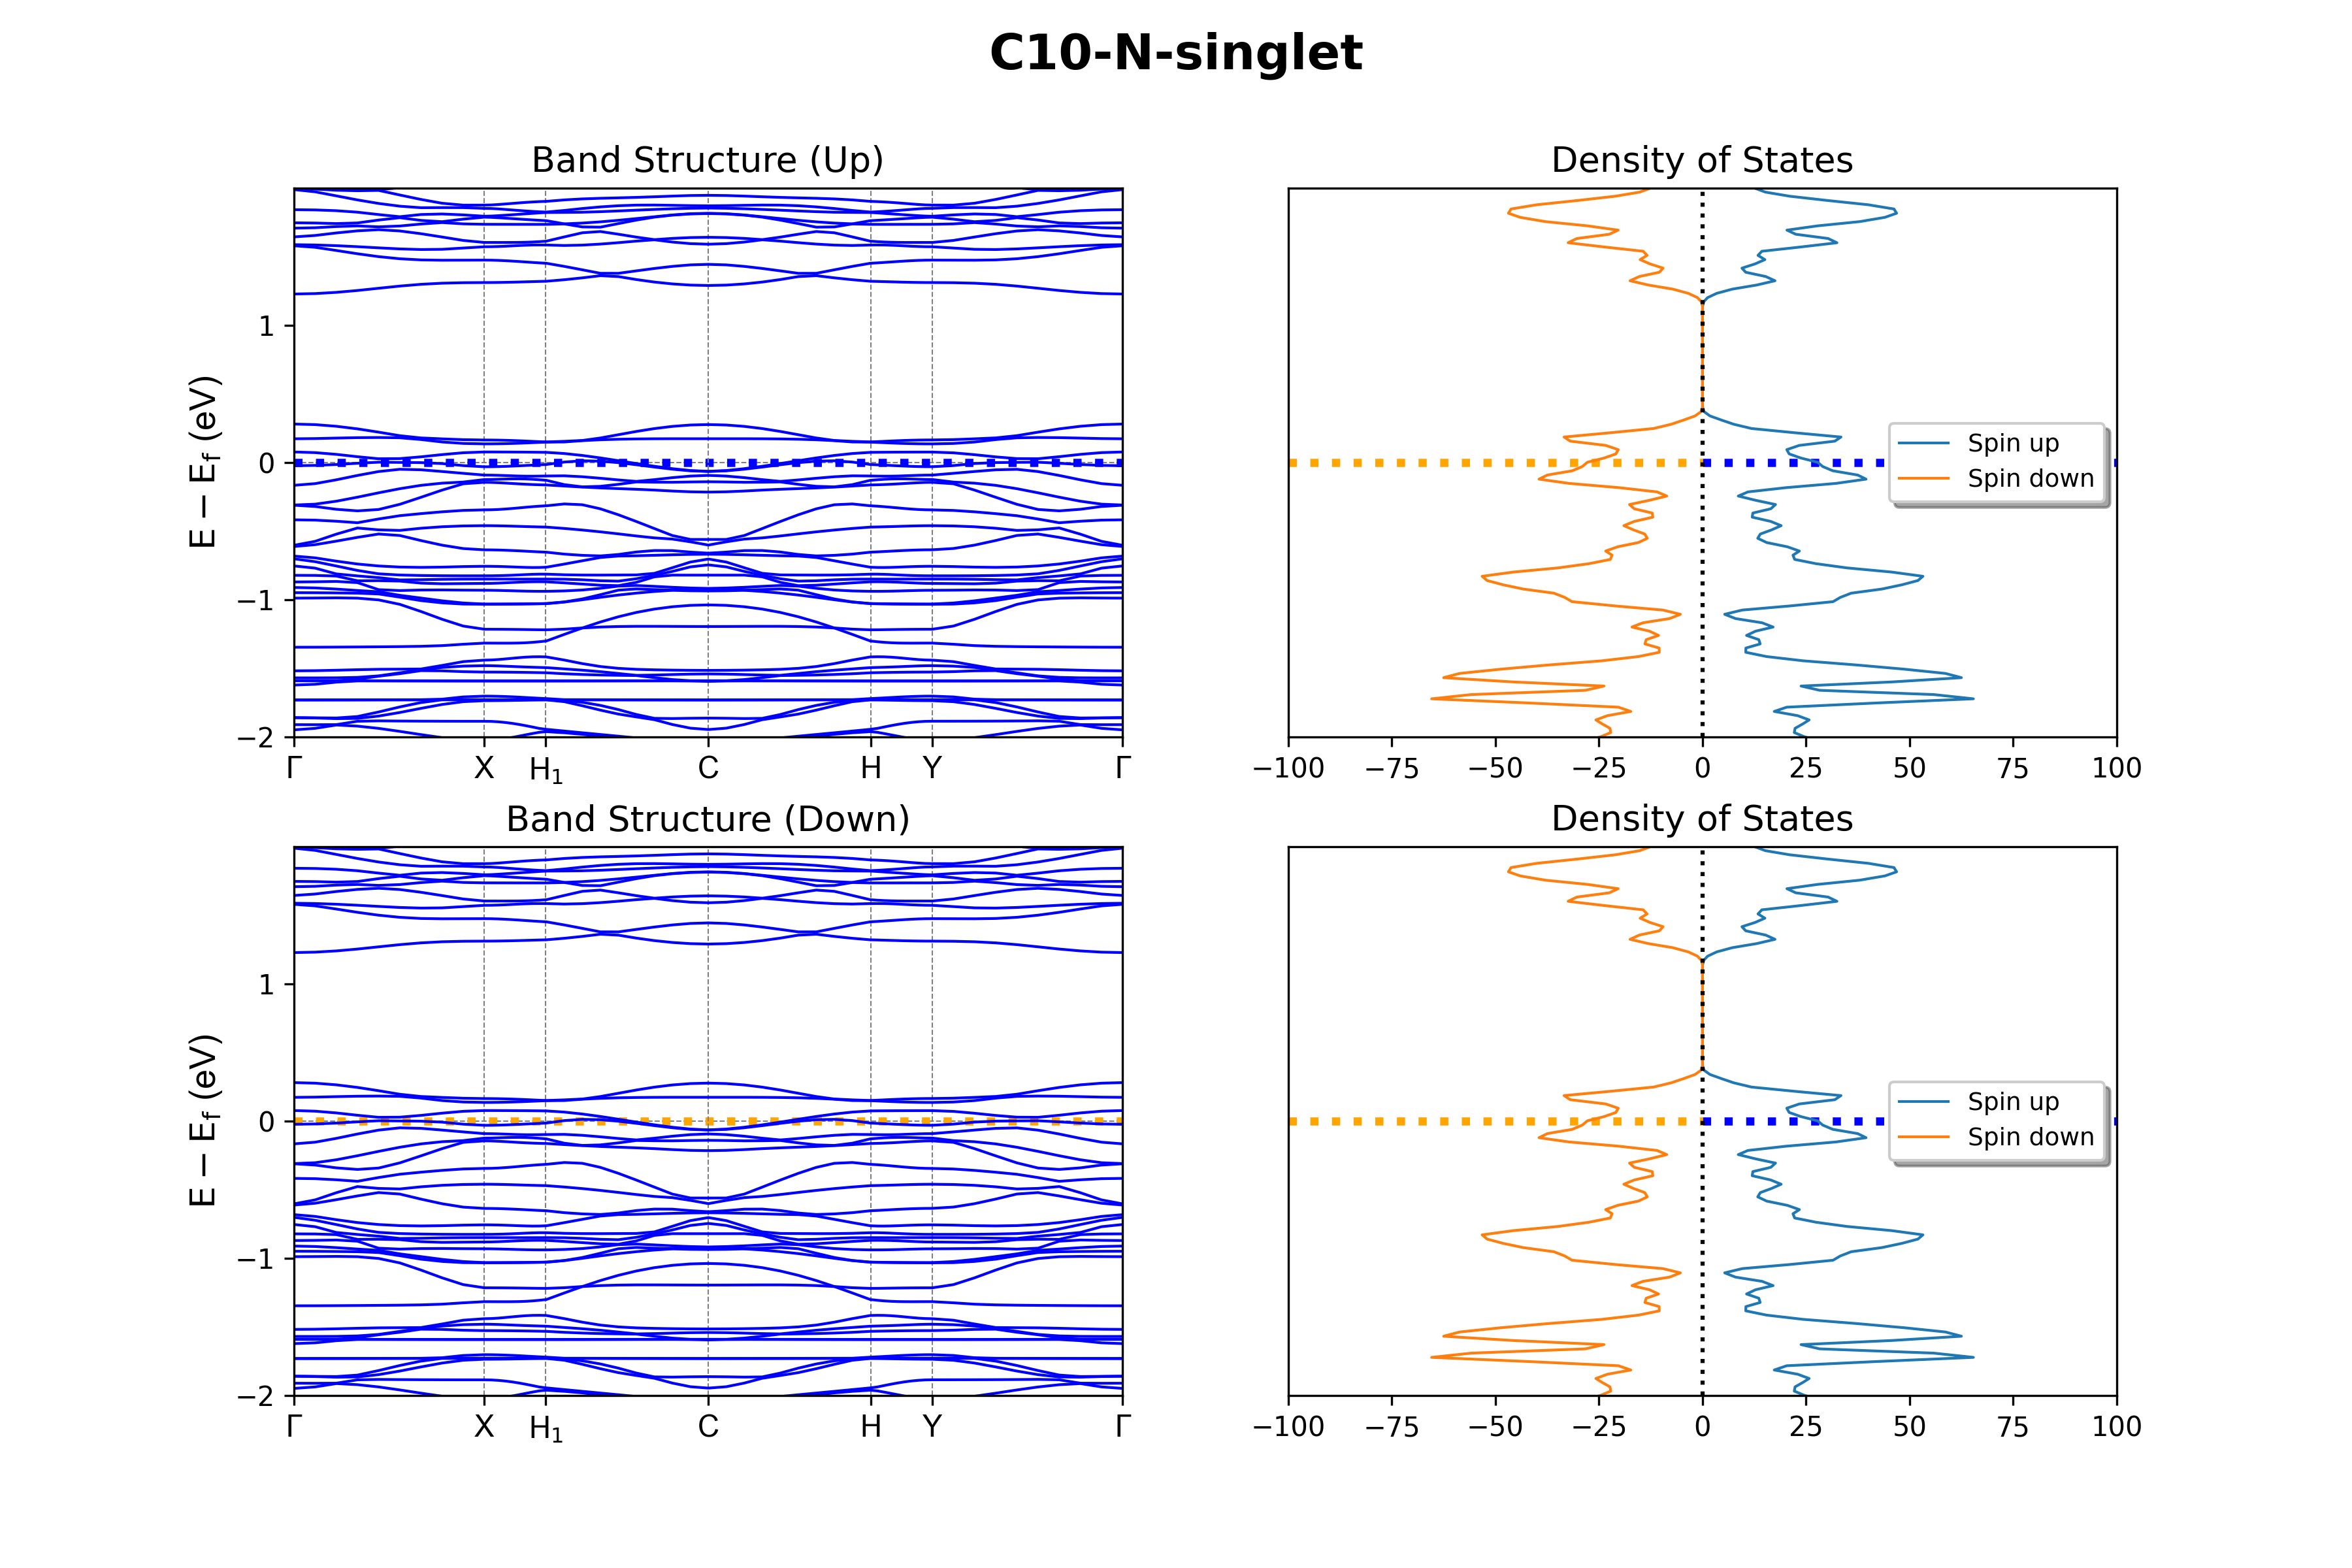 C10-N-singlet
Band Structure (Up)
Density of States
E − E_f (eV)
1
0
−1
−2
Γ X H₁ C H Y Γ
Spin up
Spin down
−100 −75 −50 −25 0 25 50 75 100
Band Structure (Down)
Density of States
E − E_f (eV)
1
0
−1
−2
Γ X H₁ C H Y Γ
Spin up
Spin down
−100 −75 −50 −25 0 25 50 75 100